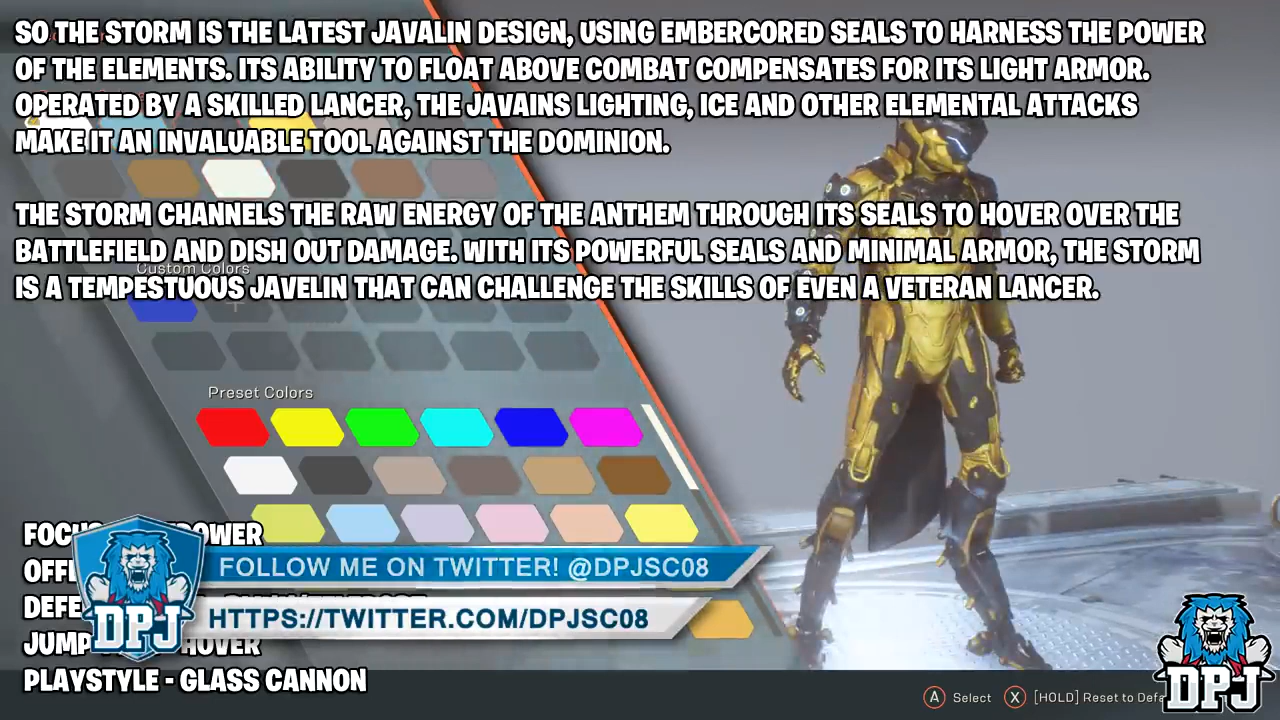 SO THE STORM IS THE LATEST JAVALIN DESIGN, USING EMBERCORED SEALS TO HARNESS THE POWER
OF THE ELEMENTS. ITS ABILITY TO FLOAT ABOVE COMBAT COMPENSATES FOR ITS LIGHT ARMOR.
OPERATED BY A SKILLED LANCER, THE JAVAINS LIGHTING, ICE AND OTHER ELEMENTAL ATTACKS
MAKE IT AN INVALUABLE TOOL AGAINST THE DOMINION.
THE STORM CHANNELS THE RAW ENERGY OF THE ANTHEM THROUGH ITS SEALS TO HOVER OVER THE
BATTLEFIELD AND DISH OUT DAMAGE. WITH ITS POWERFUL SEALS AND MINIMAL ARMOR, THE STORM
Custom Colors
IS A TEMPESTUOUS JAVELIN THAT CAN CHALLENGE THE SKILLS OF EVEN A VETERAN LANCER.
Preset Colors
FOLLOW ME ON TWITTER! @DPJSC08
HTTPS://TWITTER.COM/DPJSC08
DPJ
HOVER
PLAYSTYLE - GLASS CANNON
A Select X [HOLD] Reset to
DPJ